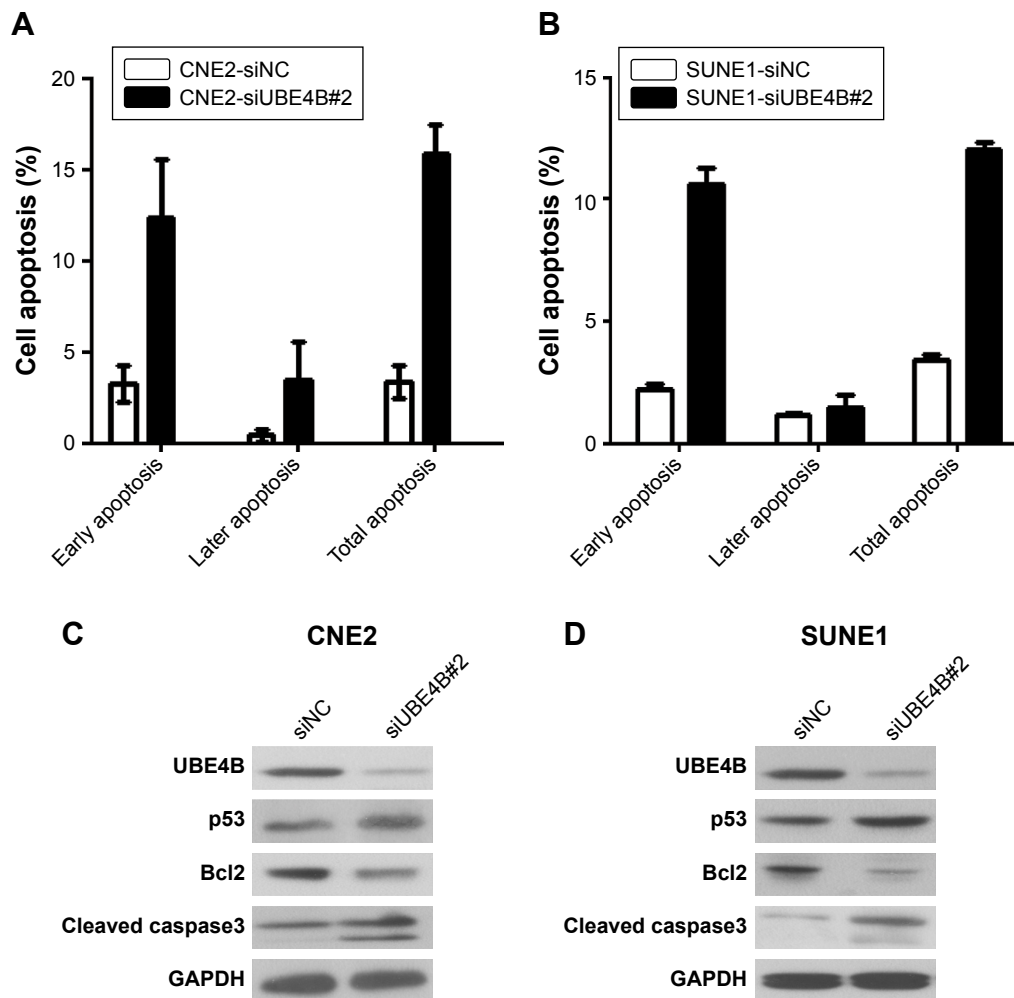 A
CNE2-siNC
CNE2-siUBE4B#2
Cell apoptosis (%)
20
15
10
5
0
Early apoptosis
Later apoptosis
Total apoptosis
B
SUNE1-siNC
SUNE1-siUBE4B#2
Cell apoptosis (%)
15
10
5
0
Early apoptosis
Later apoptosis
Total apoptosis
C
CNE2
siNC
siUBE4B#2
UBE4B
p53
Bcl2
Cleaved caspase3
GAPDH
D
SUNE1
siNC
siUBE4B#2
UBE4B
p53
Bcl2
Cleaved caspase3
GAPDH